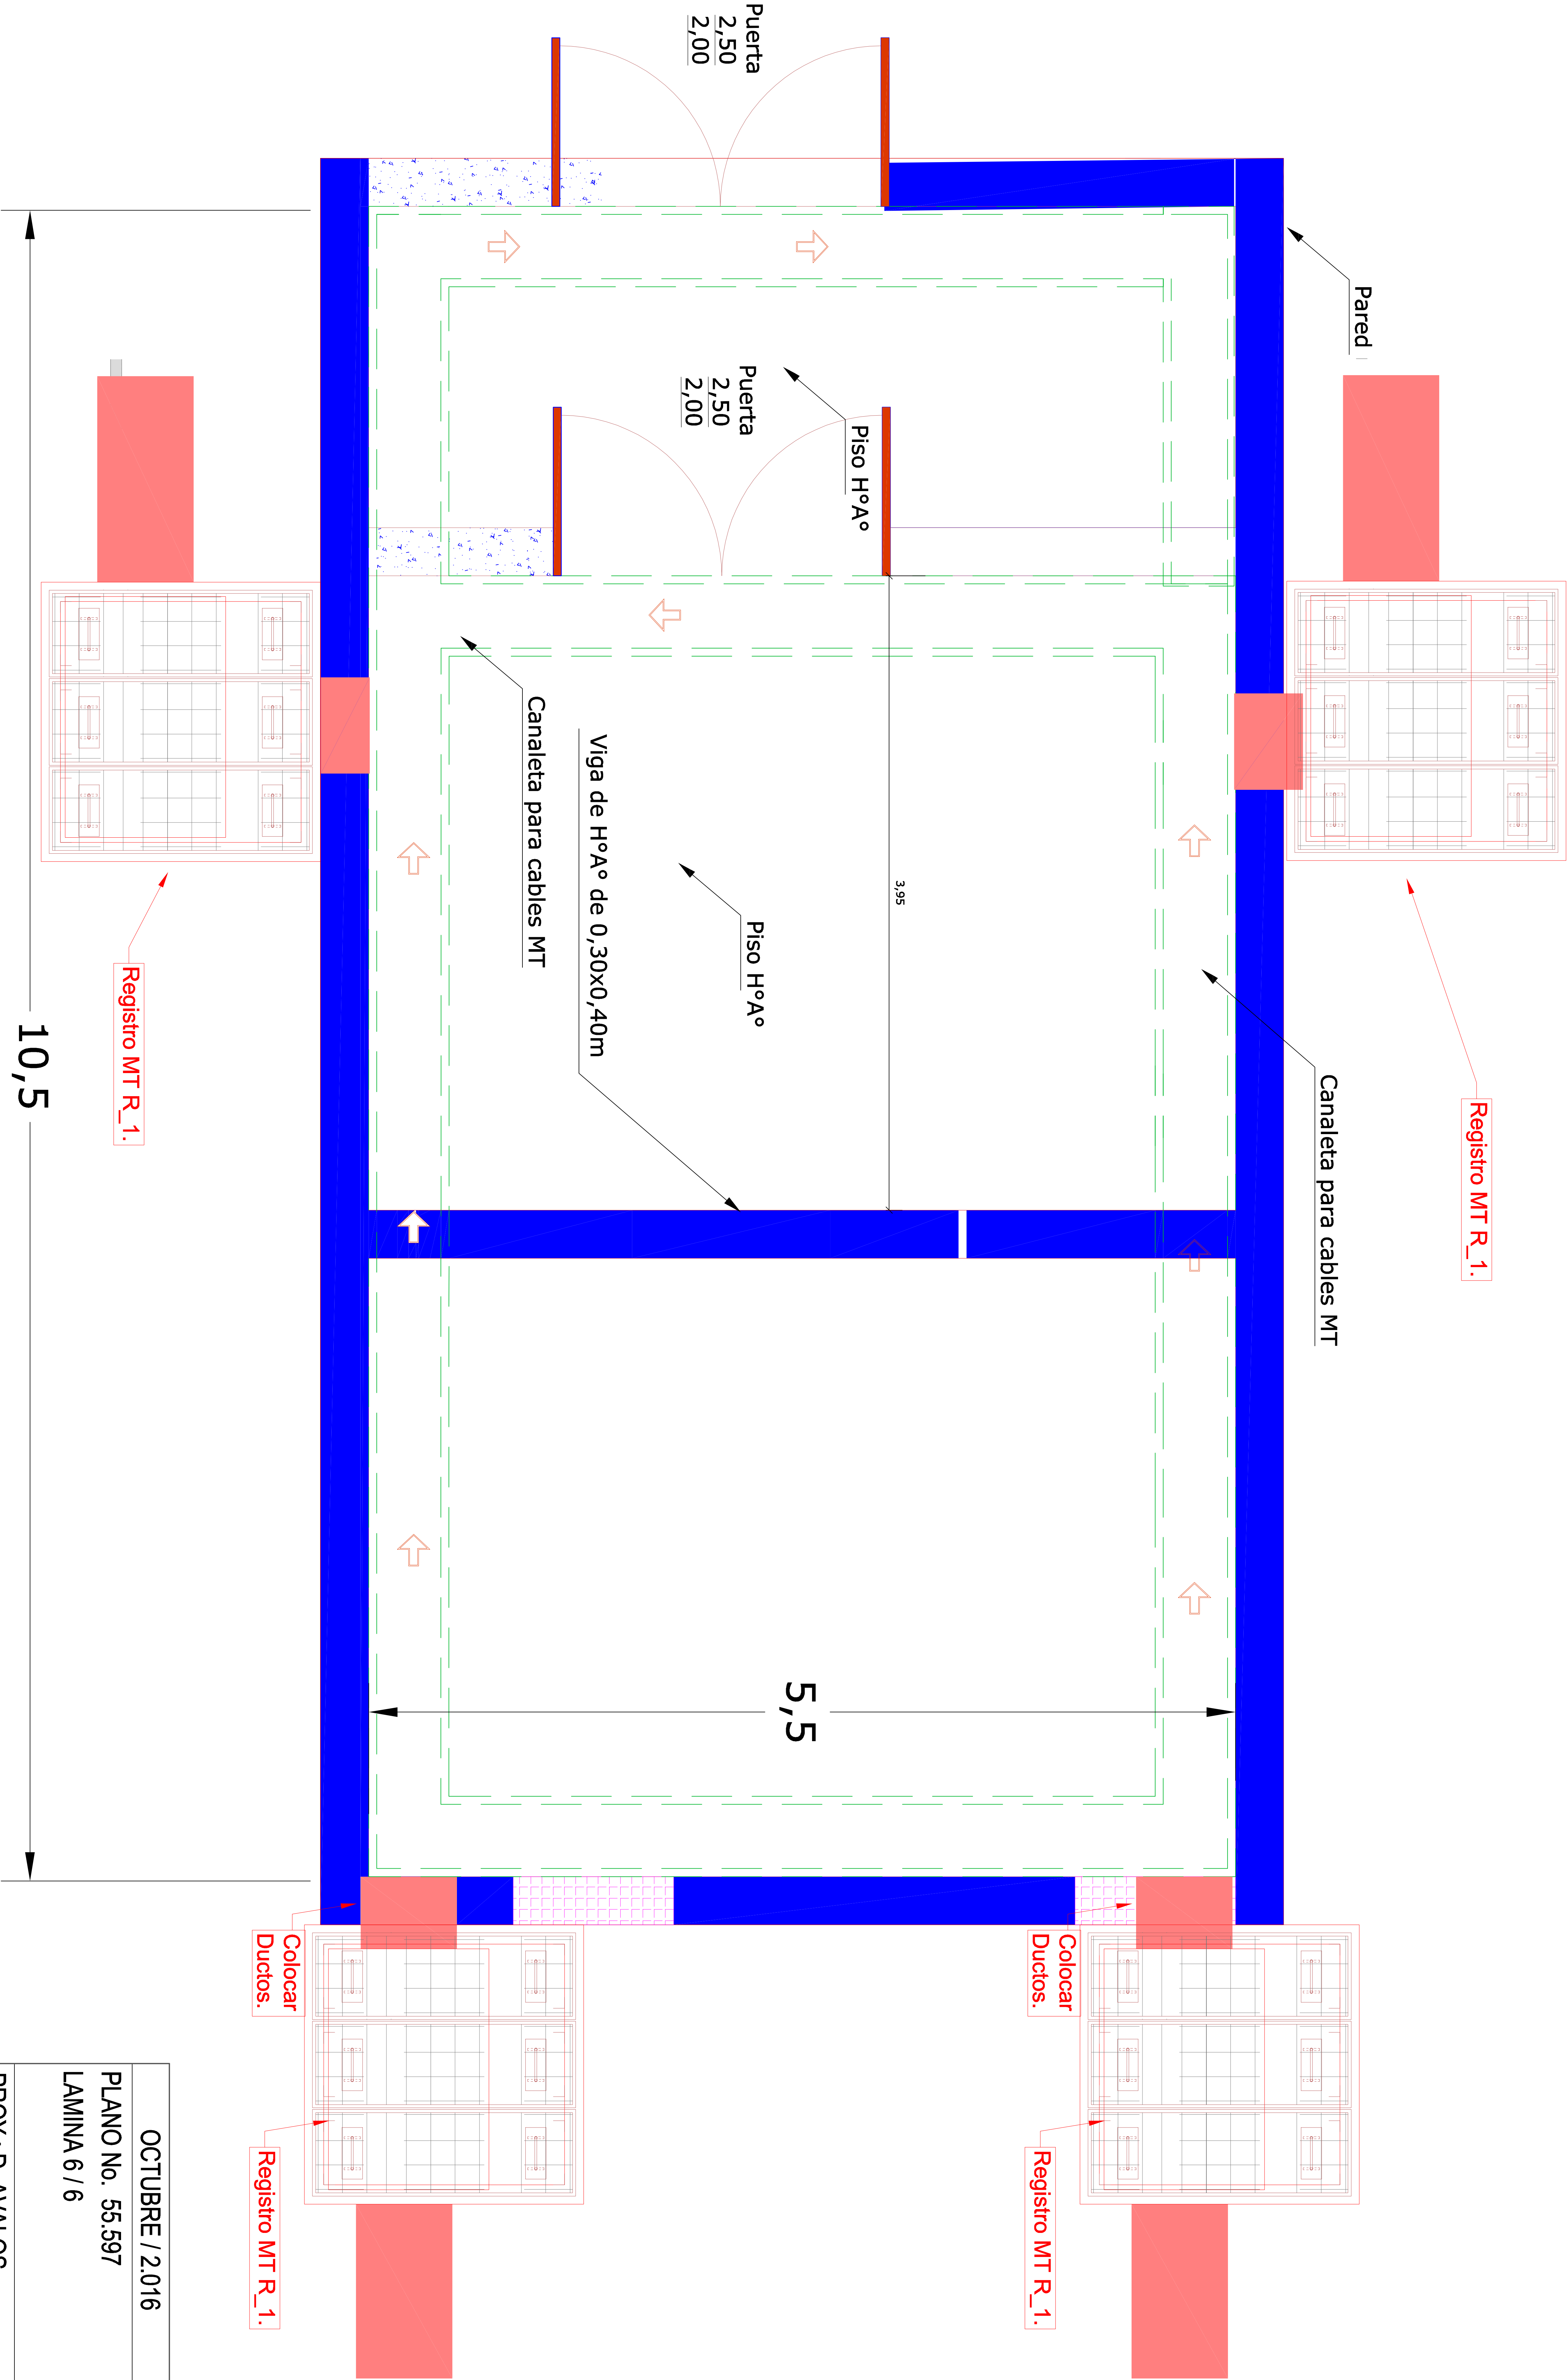 Puerta
2,50
2,00
Pared
Puerta
2,50
2,00
Piso HºAº
Canaleta para cables MT
Viga de HºAº de 0,30x0,40m
3,95
Piso HºAº
Registro MT R_1.
10,5
Registro MT R_1.
Canaleta para cables MT
5,5
Colocar
Ductos.
Colocar
Ductos.
Registro MT R_1.
Registro MT R_1.
OCTUBRE / 2.016
PLANO No. 55.597
LAMINA 6 / 6